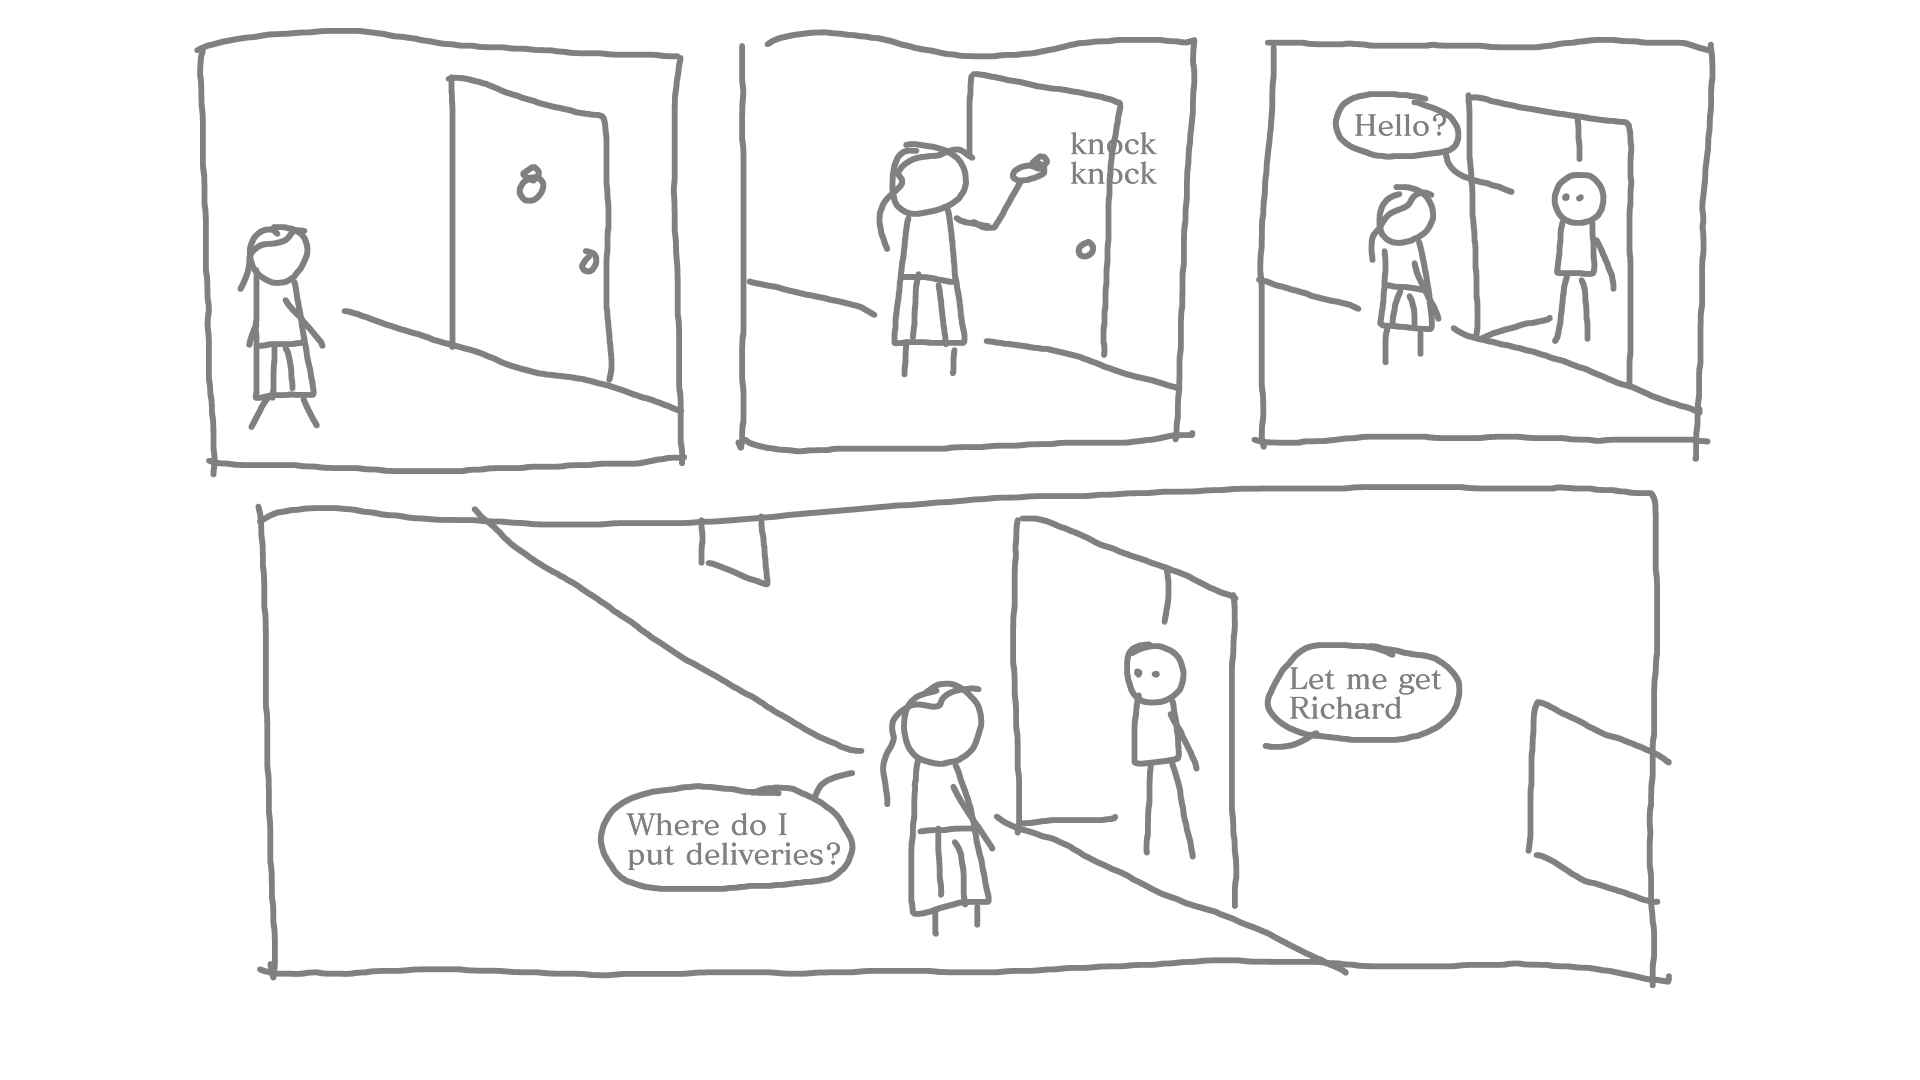 knock
knock
Hello?
Let me get
Richard
Where do I
put deliveries?